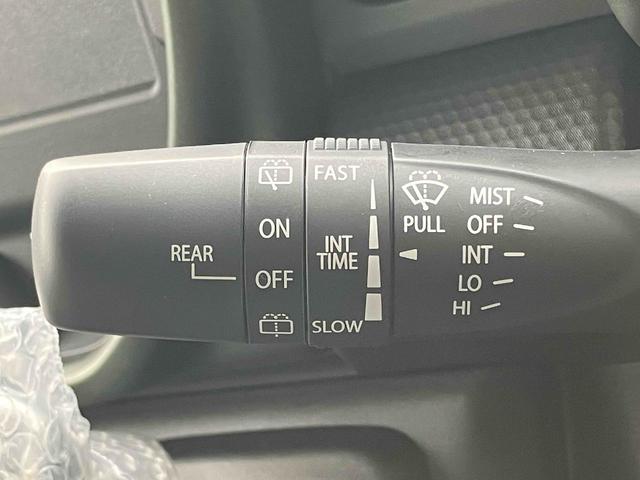 REAR
ON
OFF
FAST
INT
TIME
SLOW
PULL
MIST
OFF
INT
LO
HI